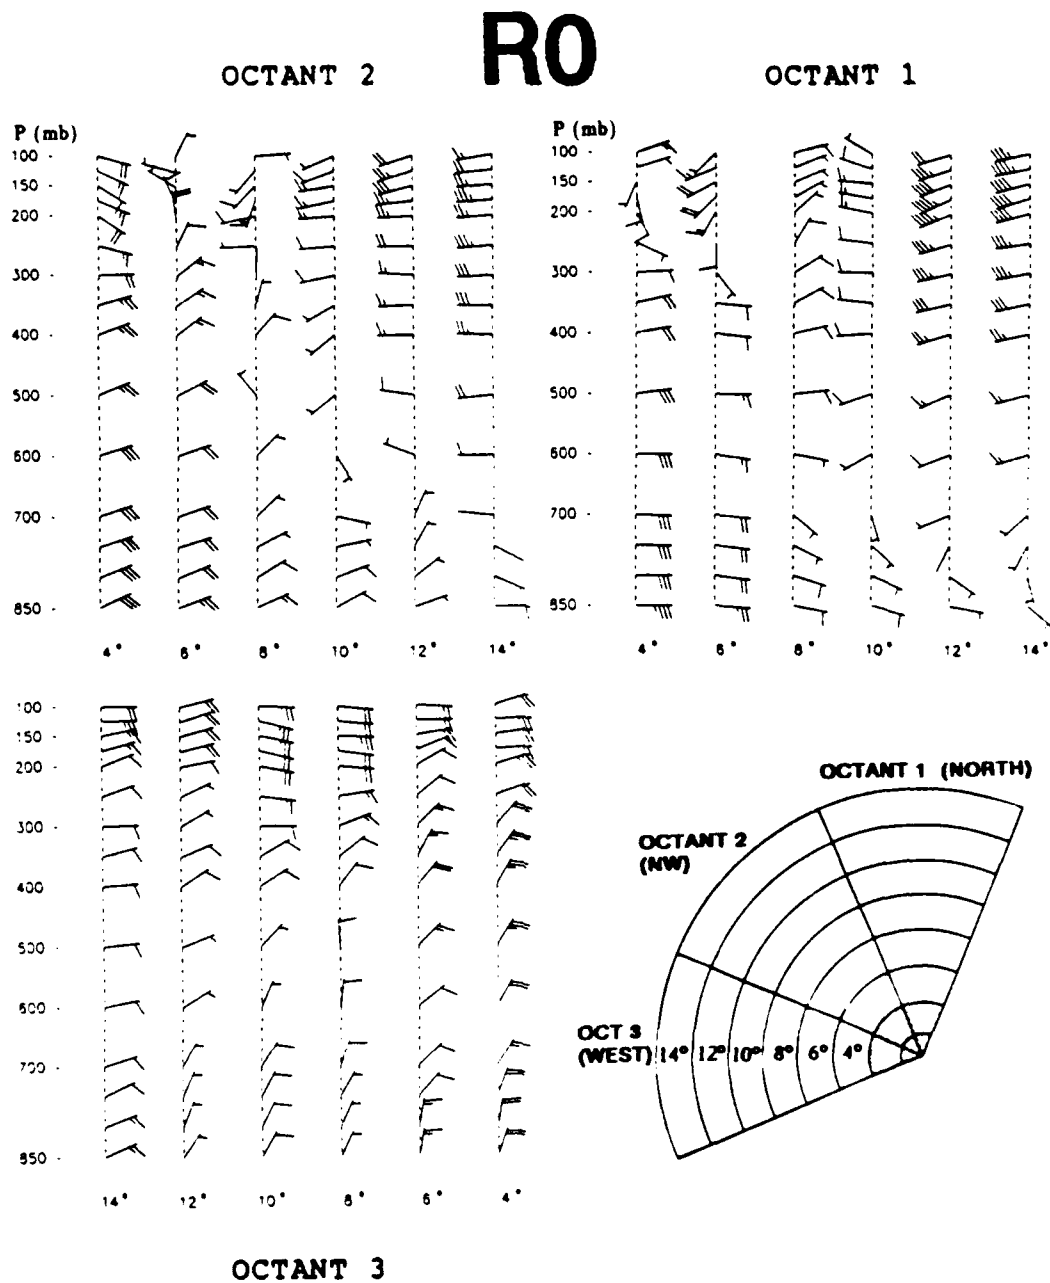 R0
OCTANT 2
OCTANT 1
P (mb)
100
150
200
300
400
500
600
700
850
4° 6° 8° 10° 12° 14°
P (mb)
100
150
200
300
400
500
600
700
850
4° 6° 8° 10° 12° 14°
100
150
200
300
400
500
600
700
850
14° 12° 10° 8° 6° 4°
OCTANT 3
OCTANT 1 (NORTH)
OCTANT 2
(NW)
OCT 3
(WEST) 14° 12° 10° 8° 6° 4°